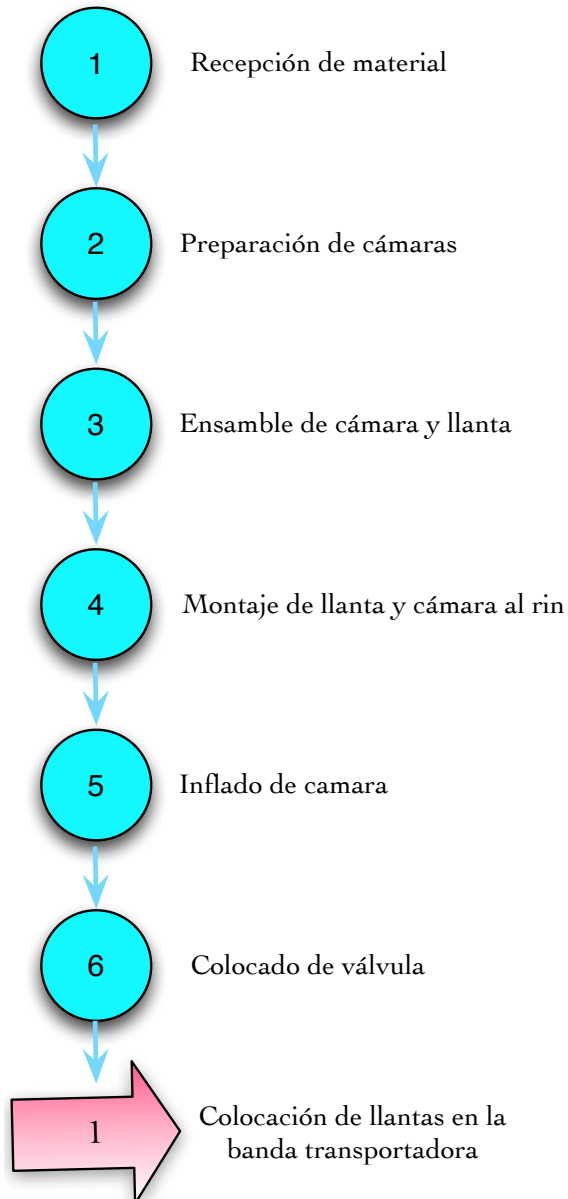 1 Recepción de material
2 Preparación de cámaras
3 Ensamble de cámara y llanta
4 Montaje de llanta y cámara al rin
5 Inflado de camara
6 Colocado de válvula
1 Colocación de llantas en la
banda transportadora